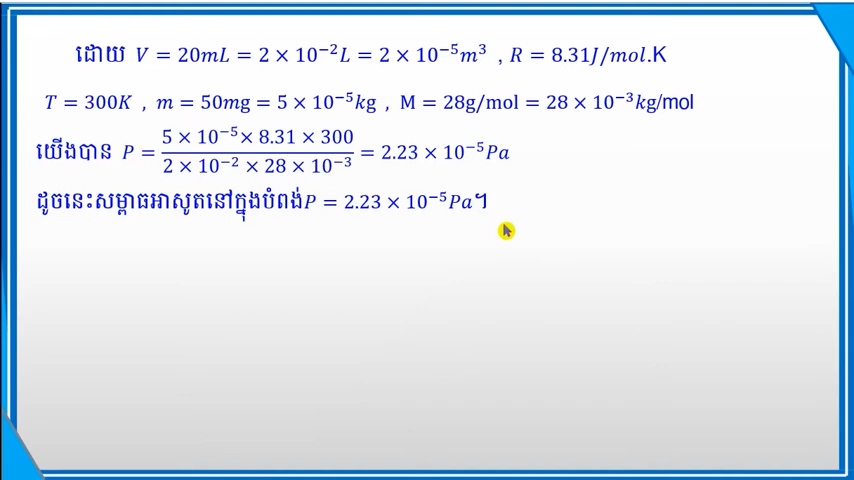 ដោយ V = 20mL = 2 × 10⁻²L = 2 × 10⁻⁵m³ , R = 8.31J/mol.K
T = 300K , m = 50mg = 5 × 10⁻⁵kg , M = 28g/mol = 28 × 10⁻³kg/mol
យើងបាន P = (5 × 10⁻⁵× 8.31 × 300)/(2 × 10⁻² × 28 × 10⁻³) = 2.23 × 10⁻⁵Pa
ដូចនេះសម្ពាធអាសូតនៅក្នុងបំពង់P = 2.23 × 10⁻⁵Pa។